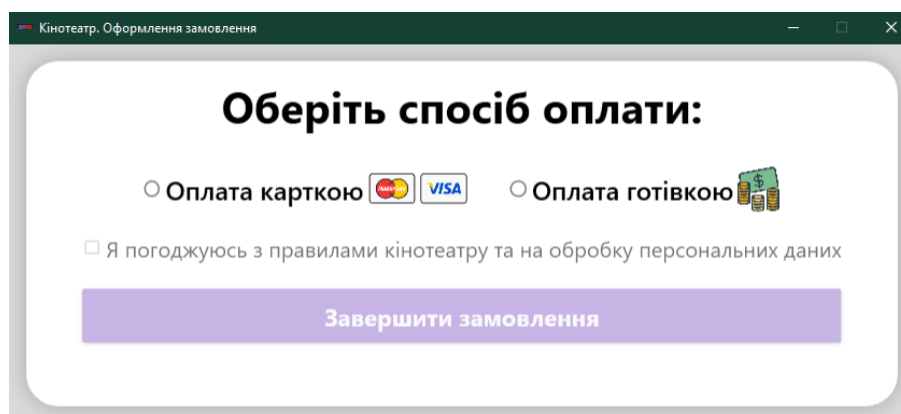 Кінотеатр. Оформлення замовлення
Оберіть спосіб оплати:
Оплата карткою VISA Оплата готівкою
Я погоджуюсь з правилами кінотеатру та на обробку персональних даних
Завершити замовлення